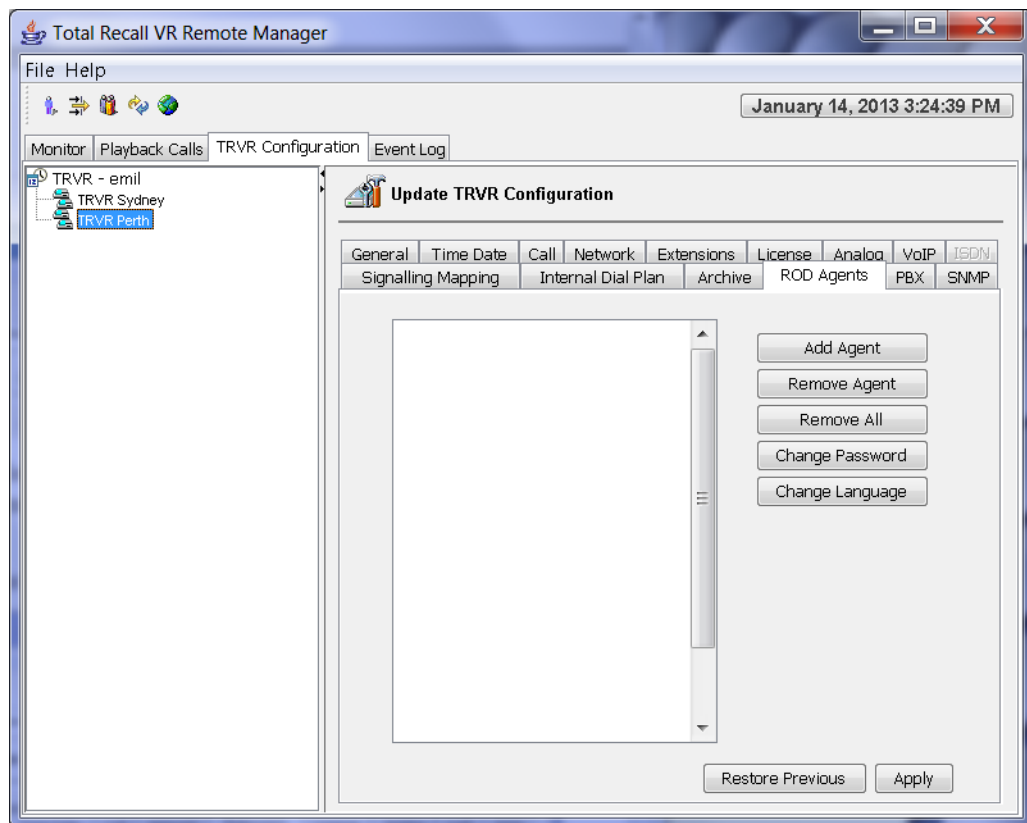 Total Recall VR Remote Manager
File Help
January 14, 2013 3:24:39 PM
Monitor Playback Calls TRVR Configuration Event Log
TRVR - emil
TRVR Sydney
TRVR Perth
Update TRVR Configuration
General Time Date Call Network Extensions License Analog VoIP ISDN
Signalling Mapping Internal Dial Plan Archive ROD Agents PBX SNMP
Add Agent
Remove Agent
Remove All
Change Password
Change Language
Restore Previous Apply